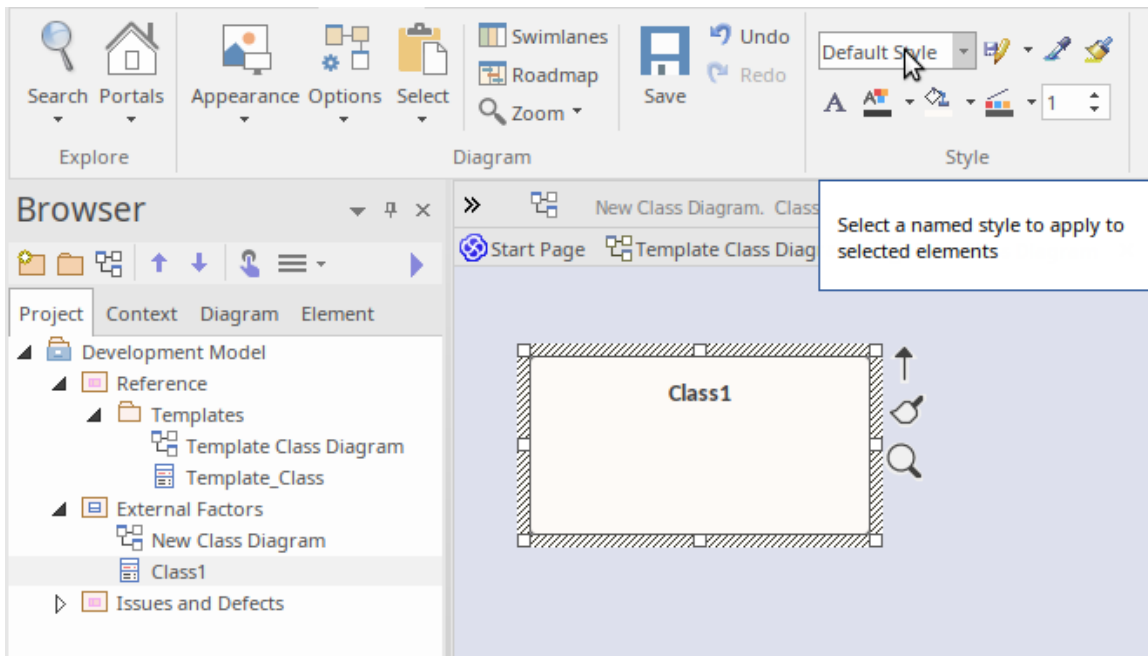 Search
Portals
Appearance
Options
Select
Swimlanes
Roadmap
Zoom
Save
Undo
Redo
Default Style
A
1
Explore
Diagram
Style
Browser
New Class Diagram. Class
Select a named style to apply to
selected elements
Start Page
Template Class Diag
Project
Context
Diagram
Element
Development Model
Reference
Templates
Template Class Diagram
Template_Class
External Factors
New Class Diagram
Class1
Issues and Defects
Class1